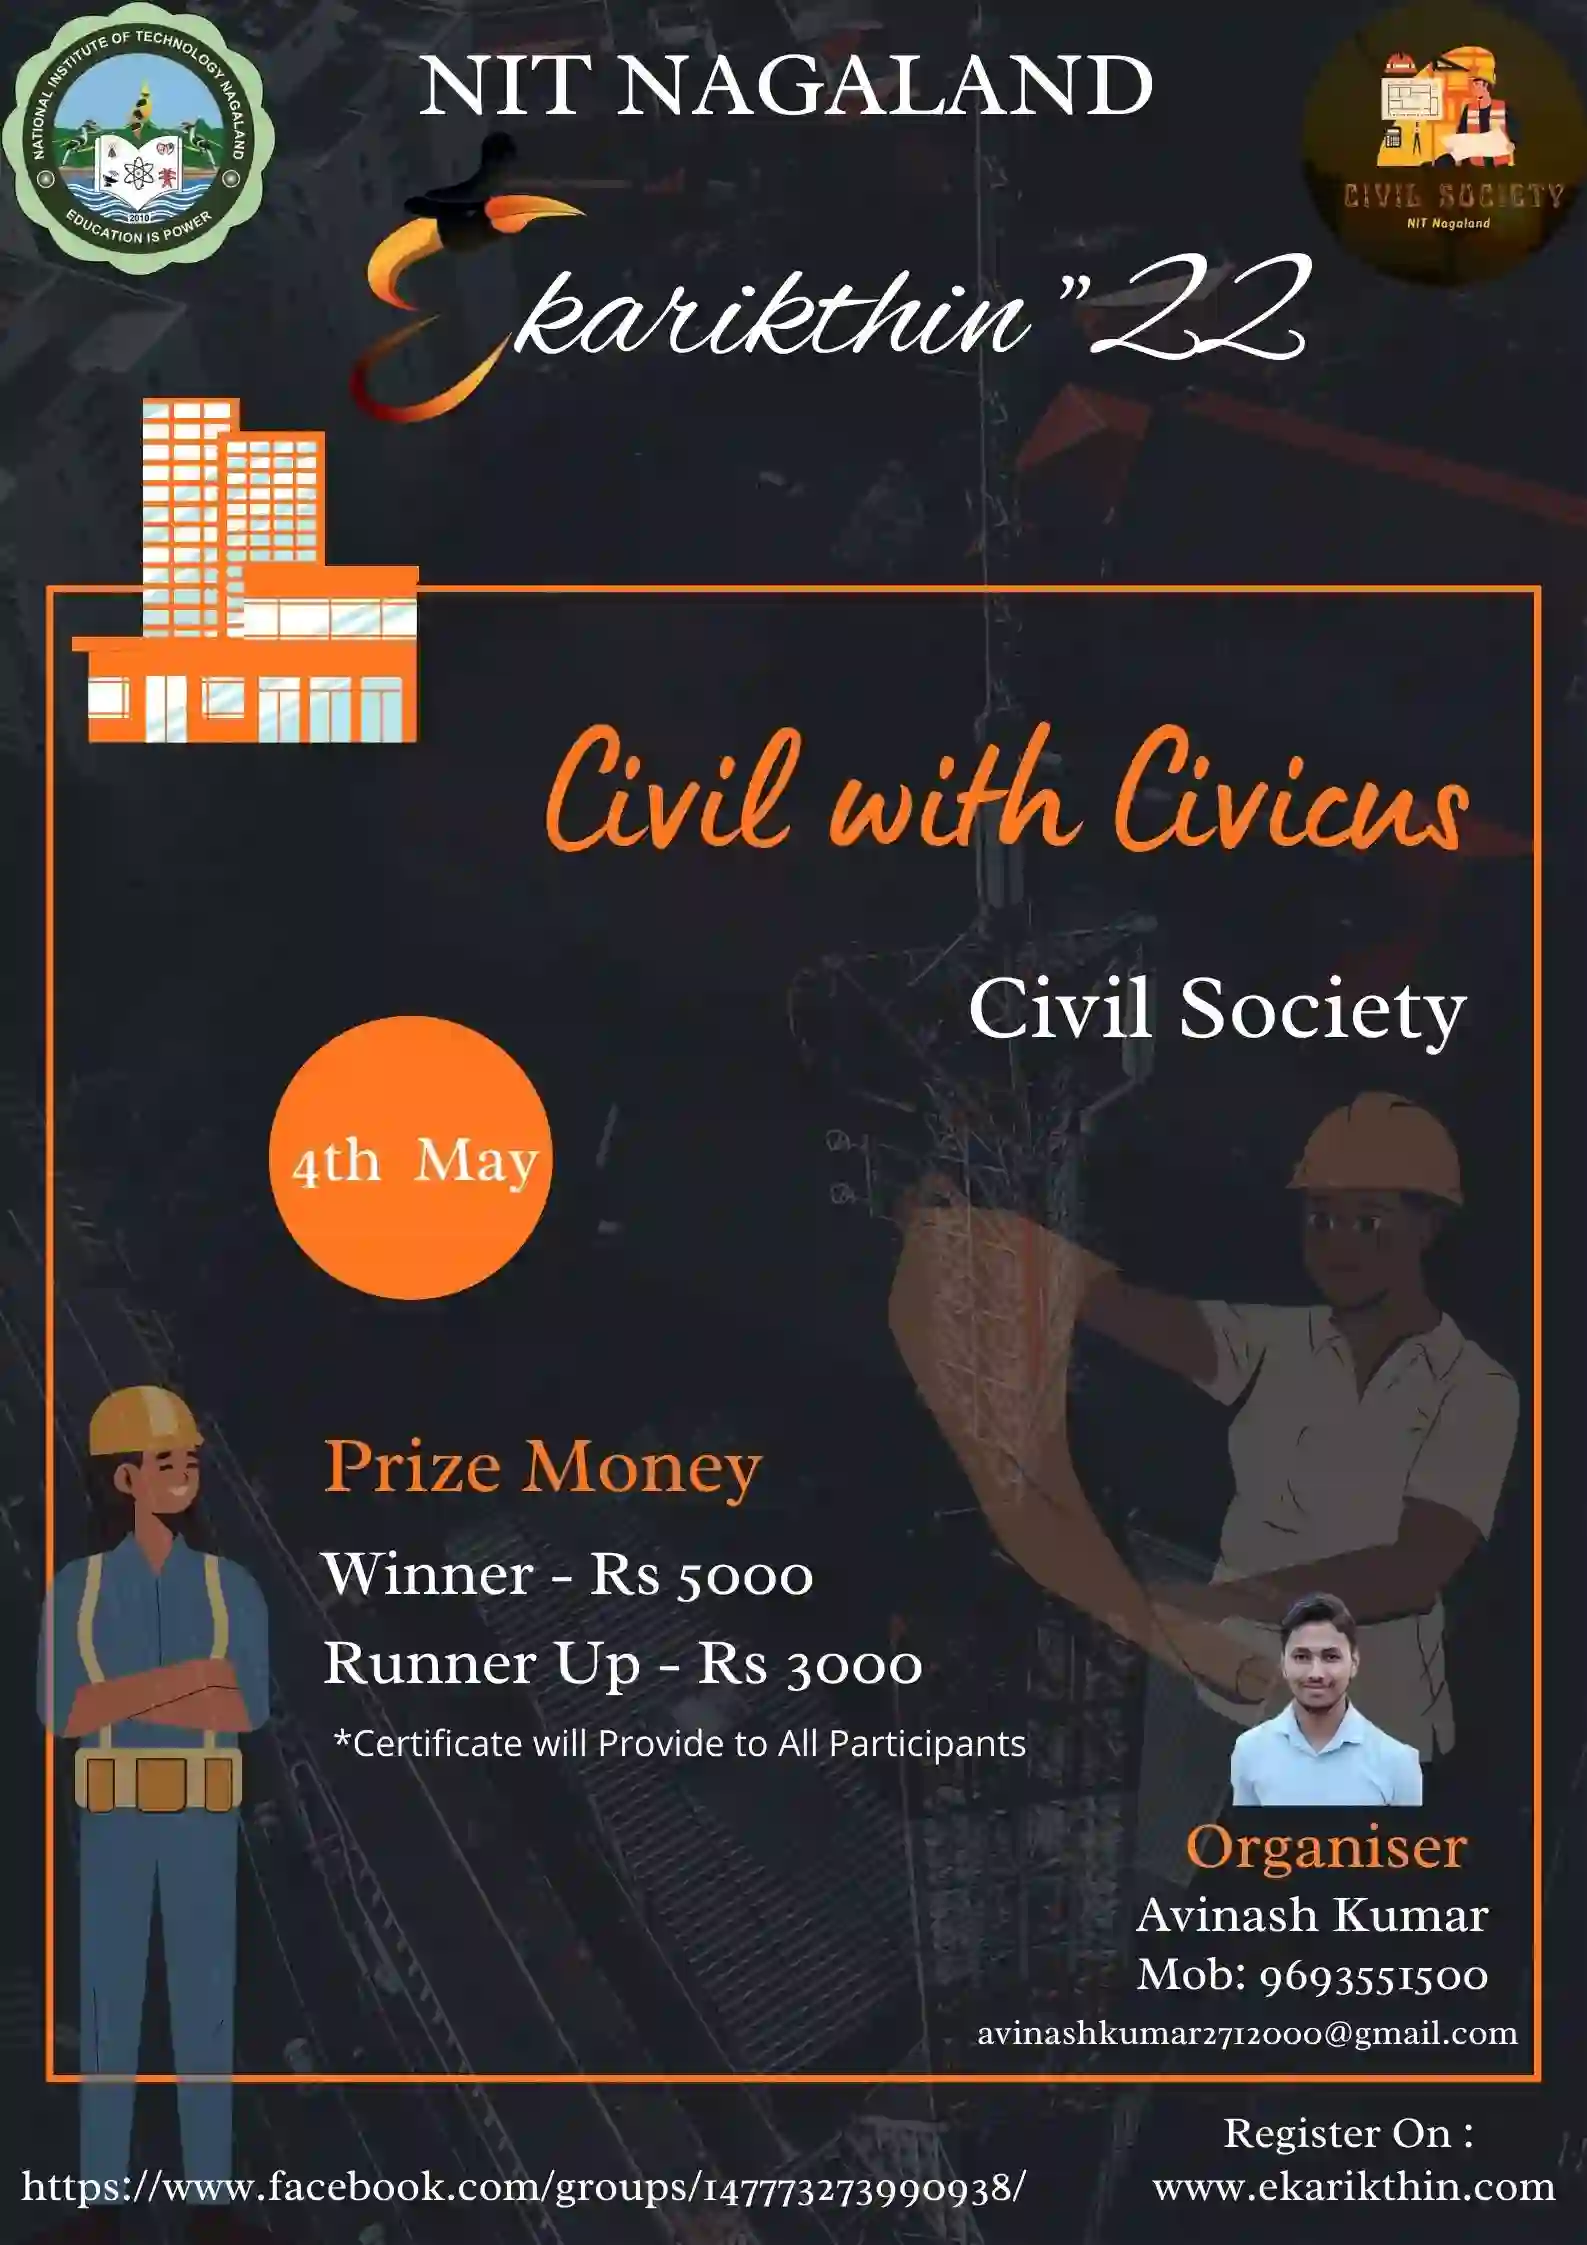 NATIONAL INSTITUTE OF TECHNOLOGY NAGALAND
2010
EDUCATION IS POWER
NIT NAGALAND
CIVIL SOCIETY
NIT Nagaland
Ekarikthin "22
Civil with Civicus
Civil Society
4th May
Prize Money
Winner - Rs 5000
Runner Up - Rs 3000
*Certificate will Provide to All Participants
Organiser
Avinash Kumar
Mob: 9693551500
avinashkumar2712000@gmail.com
Register On :
https://www.facebook.com/groups/147773273990938/
www.ekarikthin.com